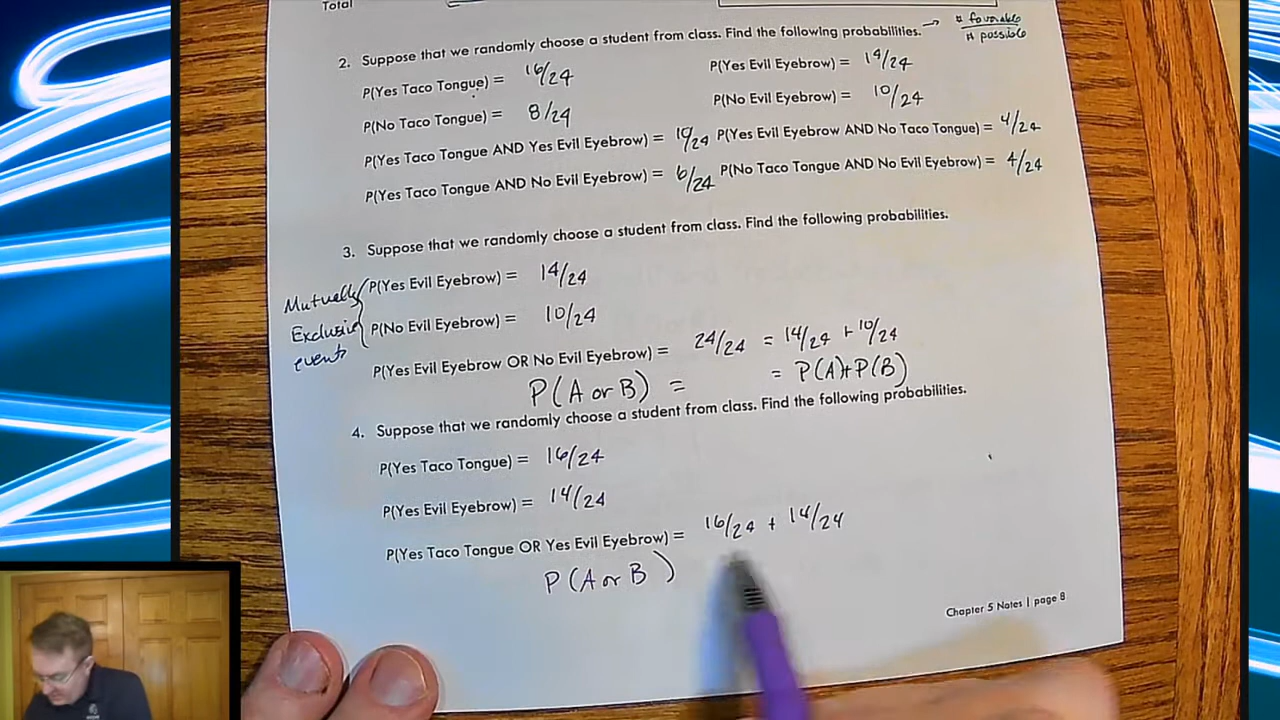 Total
2. Suppose that we randomly choose a student from class. Find the following probabilities. → # favorable / # possible
P(Yes Taco Tongue) = 16/24 P(Yes Evil Eyebrow) = 14/24
P(No Taco Tongue) = 8/24 P(No Evil Eyebrow) = 10/24
P(Yes Taco Tongue AND Yes Evil Eyebrow) = 10/24 P(Yes Evil Eyebrow AND No Taco Tongue) = 4/24
P(Yes Taco Tongue AND No Evil Eyebrow) = 6/24 P(No Taco Tongue AND No Evil Eyebrow) = 4/24
3. Suppose that we randomly choose a student from class. Find the following probabilities.
Mutually P(Yes Evil Eyebrow) = 14/24
Exclusive P(No Evil Eyebrow) = 10/24
events P(Yes Evil Eyebrow OR No Evil Eyebrow) = 24/24 = 14/24 + 10/24
P(A or B) = = P(A)+P(B)
4. Suppose that we randomly choose a student from class. Find the following probabilities.
P(Yes Taco Tongue) = 16/24
P(Yes Evil Eyebrow) = 14/24
P(Yes Taco Tongue OR Yes Evil Eyebrow) = 16/24 + 14/24
P(A or B)
Chapter 5 Notes | page 8